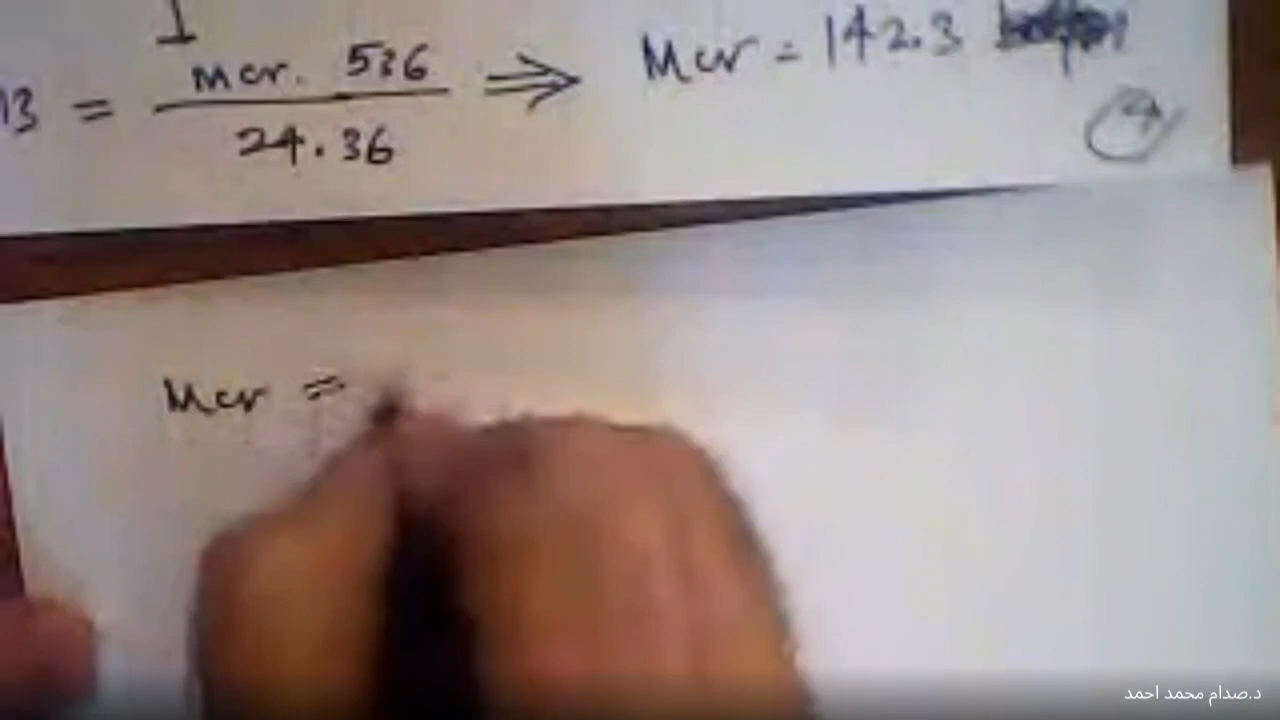 I
13 = mcr. 536 / 24.36 ⇒ Mcr = 142.3
Mcr =
د.صدام محمد احمد